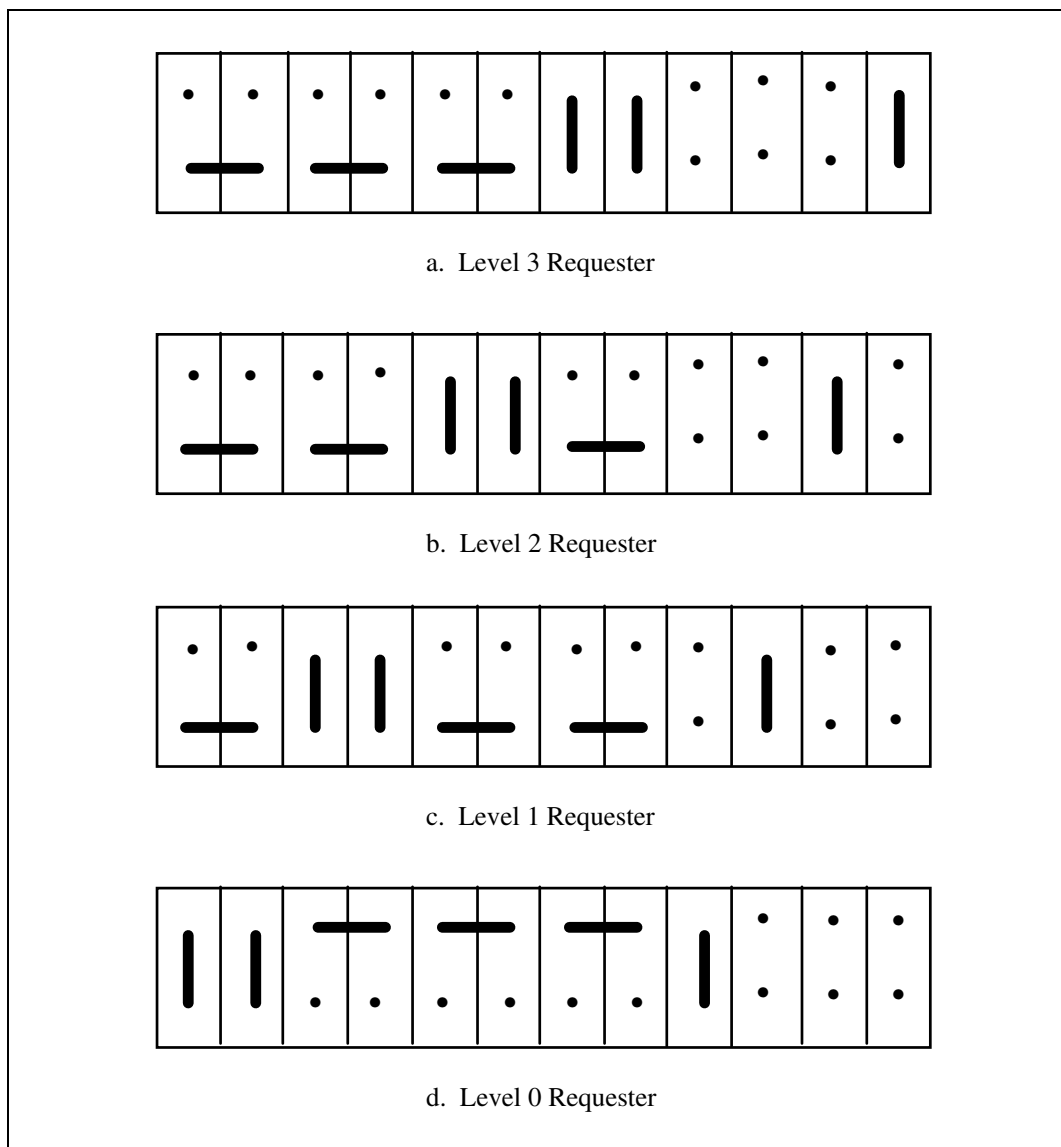 a. Level 3 Requester
b. Level 2 Requester
c. Level 1 Requester
d. Level 0 Requester